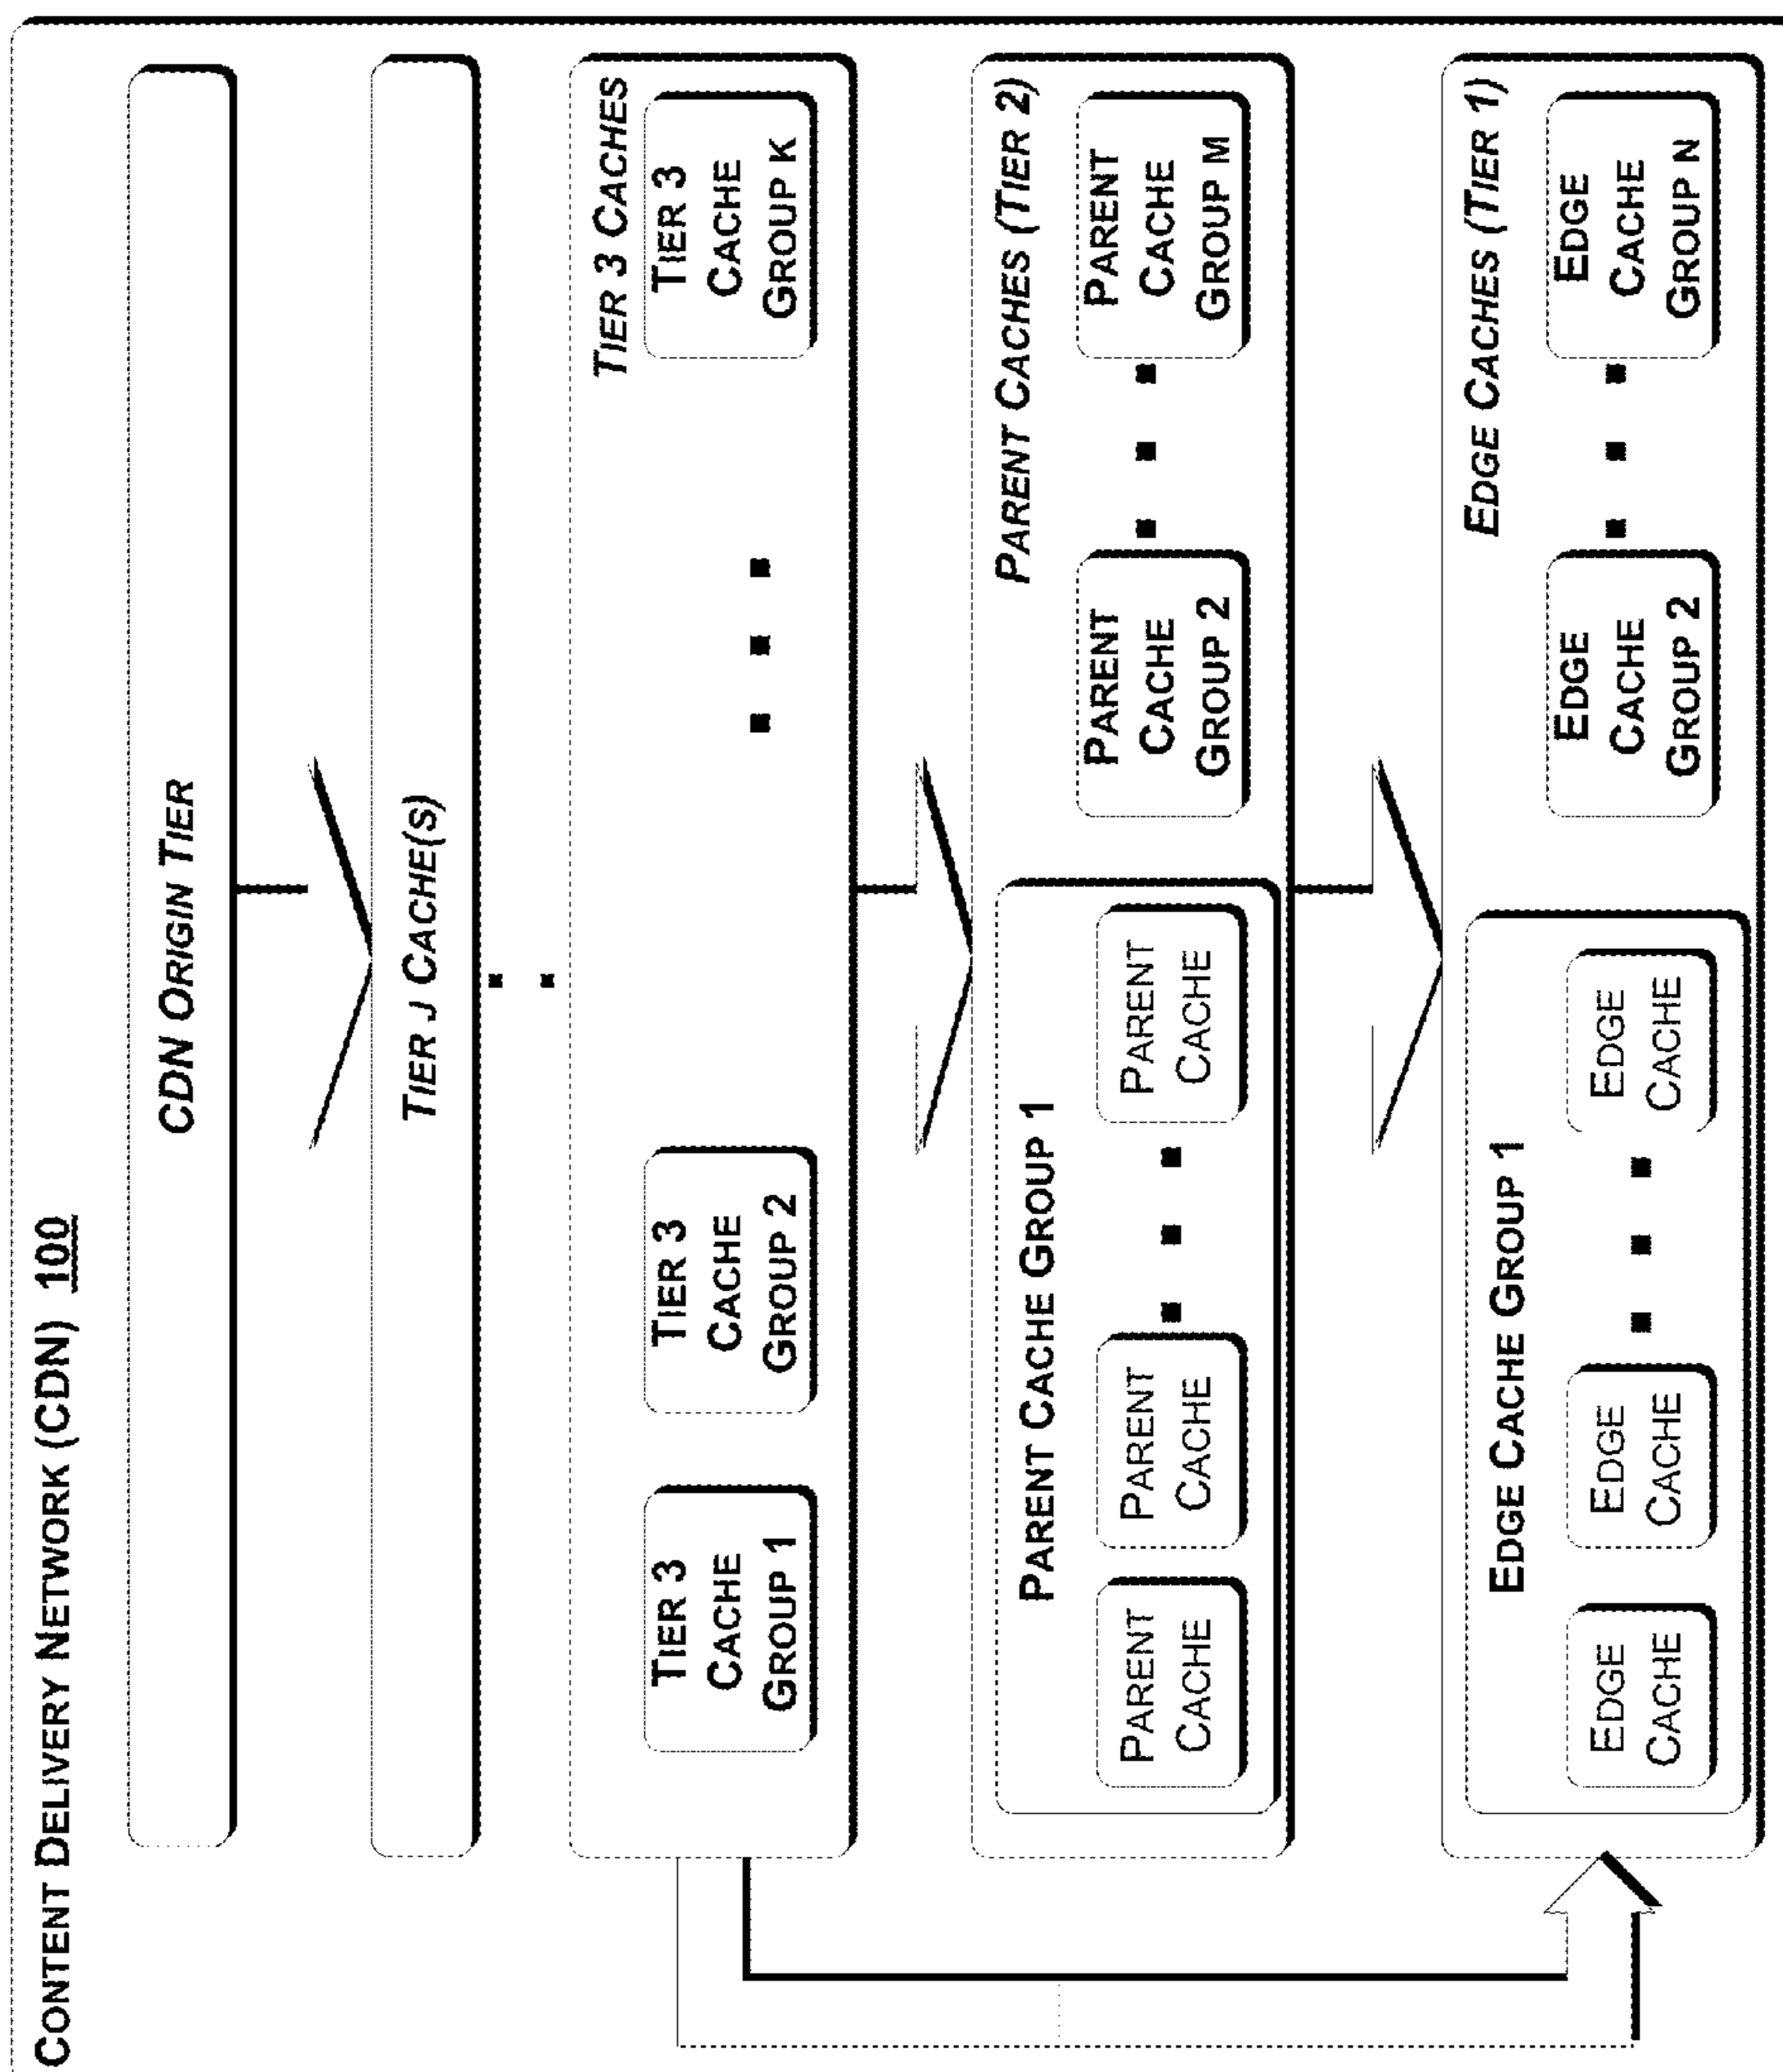 CONTENT DELIVERY NETWORK (CDN) 100
CDN ORIGIN TIER
TIER J CACHE(S)
TIER 3 CACHES
TIER 3
CACHE
GROUP 1
TIER 3
CACHE
GROUP 2
TIER 3
CACHE
GROUP K
PARENT CACHES (TIER 2)
PARENT CACHE GROUP 1
PARENT
CACHE
PARENT
CACHE
PARENT
CACHE
PARENT
CACHE
GROUP 2
PARENT
CACHE
GROUP M
EDGE CACHES (TIER 1)
EDGE CACHE GROUP 1
EDGE
CACHE
EDGE
CACHE
EDGE
CACHE
EDGE
CACHE
GROUP 2
EDGE
CACHE
GROUP N